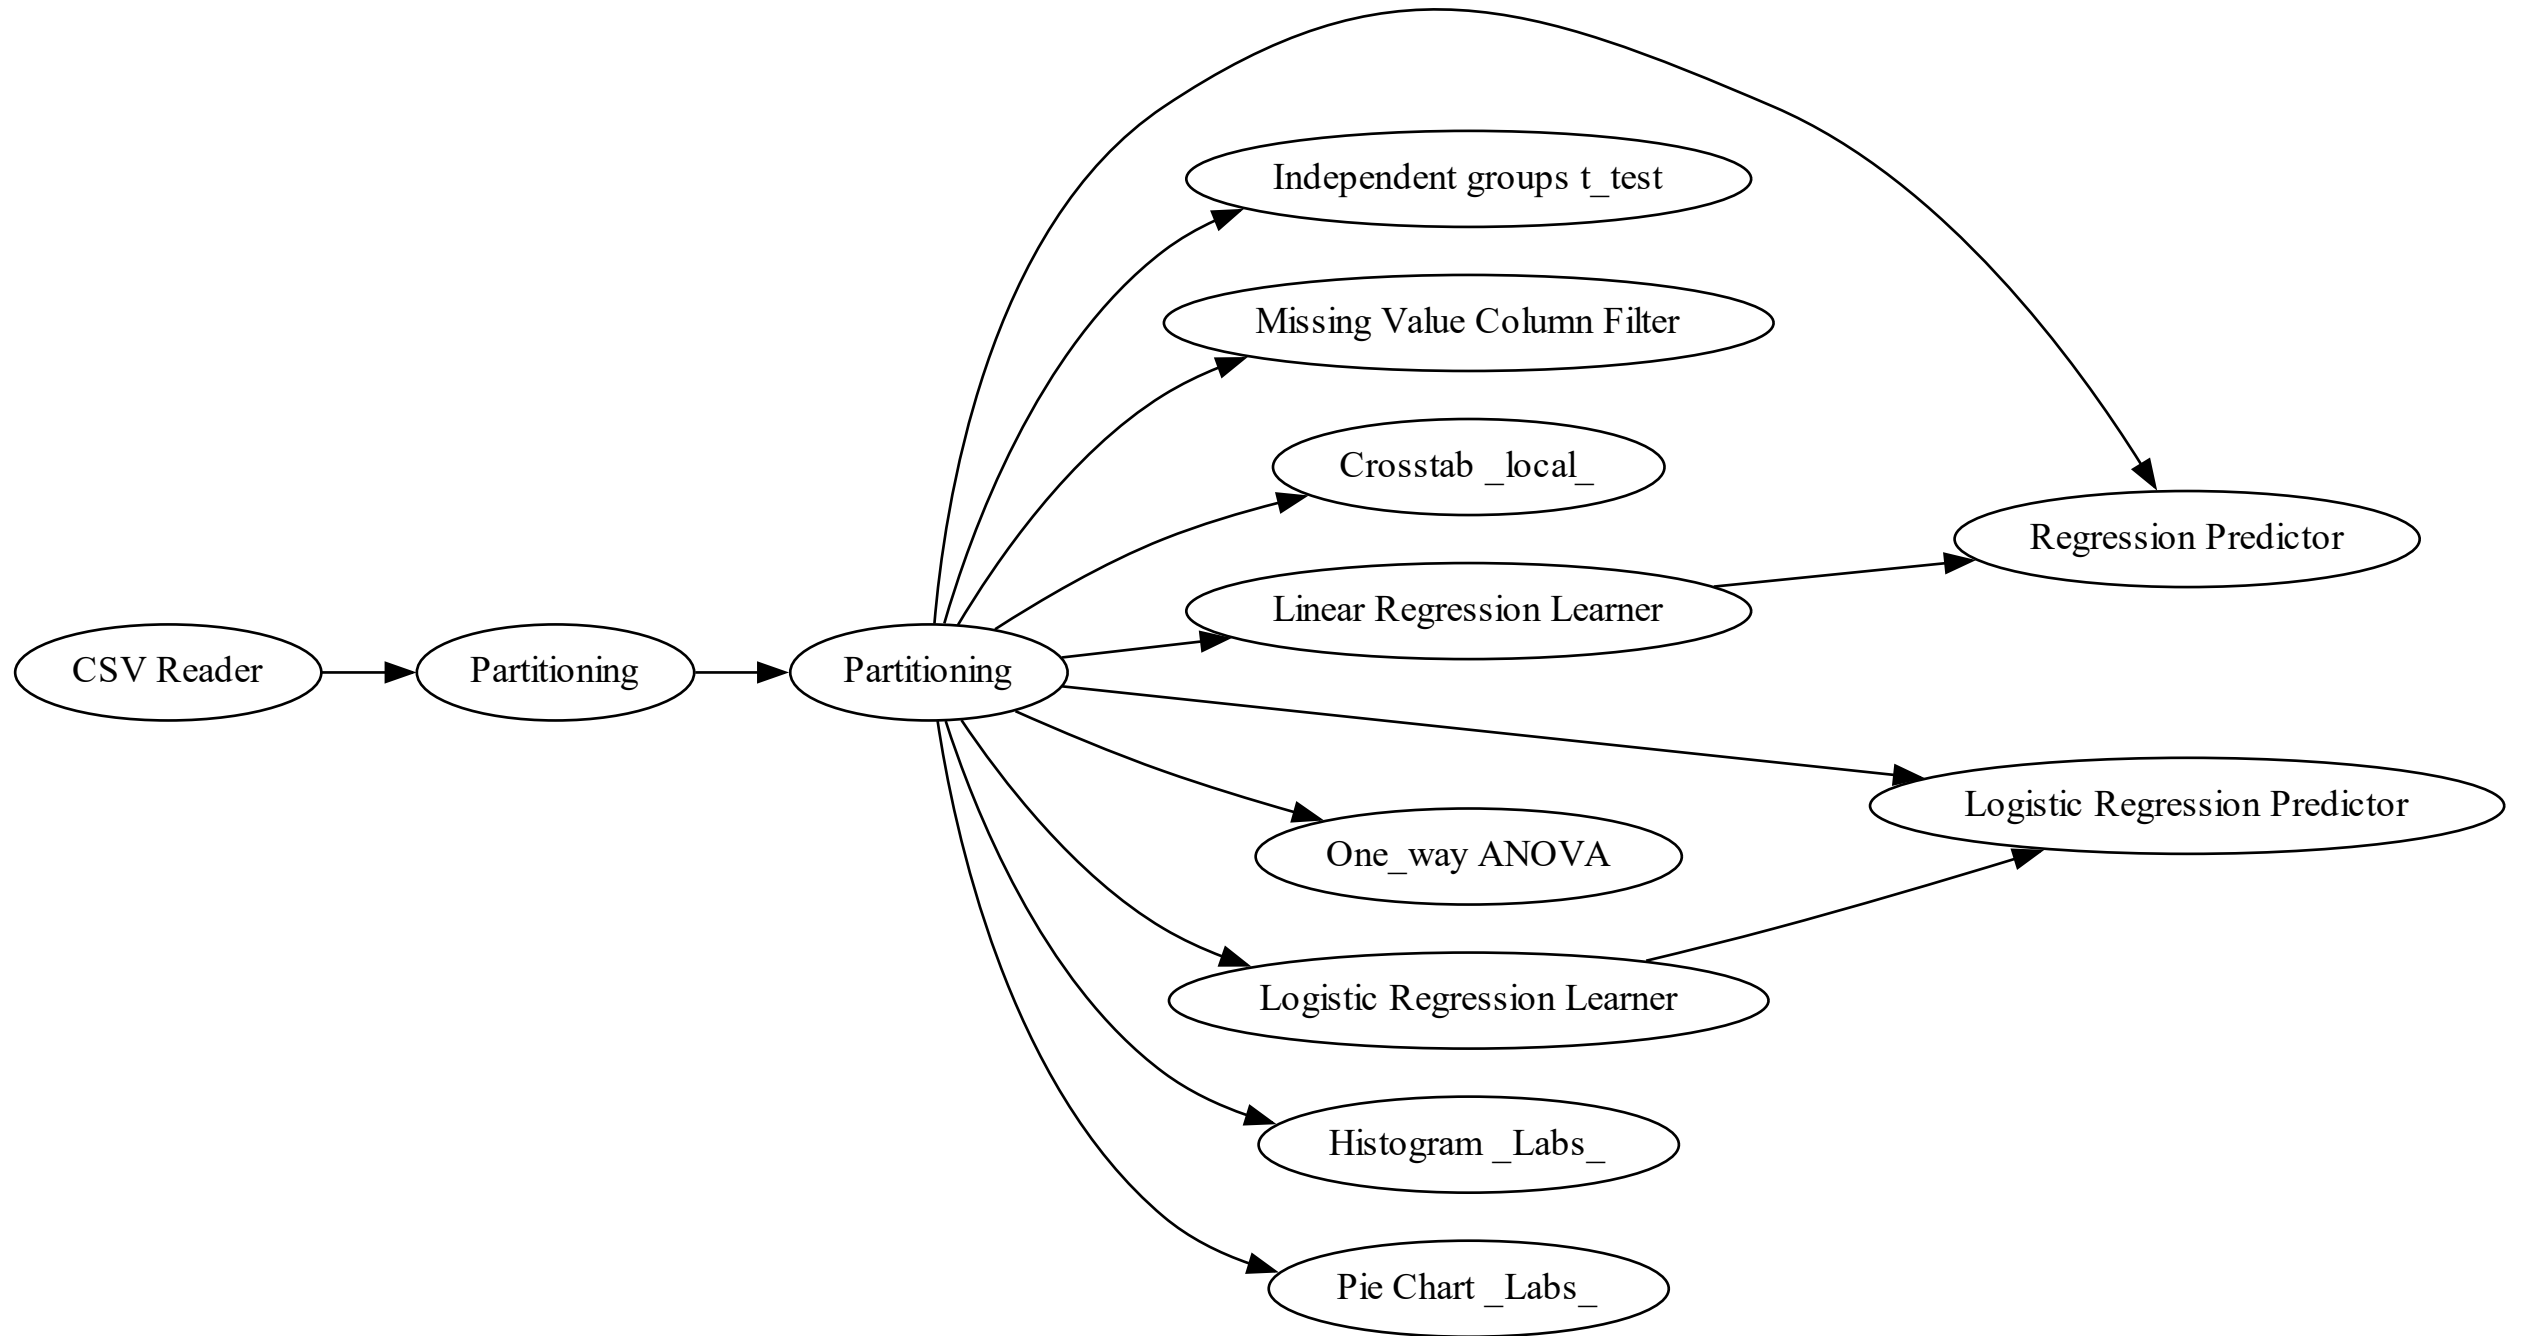 CSV Reader
Partitioning
Partitioning
Independent groups t_test
Missing Value Column Filter
Crosstab _local_
Linear Regression Learner
One_way ANOVA
Logistic Regression Learner
Histogram _Labs_
Pie Chart _Labs_
Regression Predictor
Logistic Regression Predictor